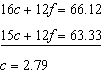 16c + 12f = 66.12
15c + 12f = 63.33
c = 2.79